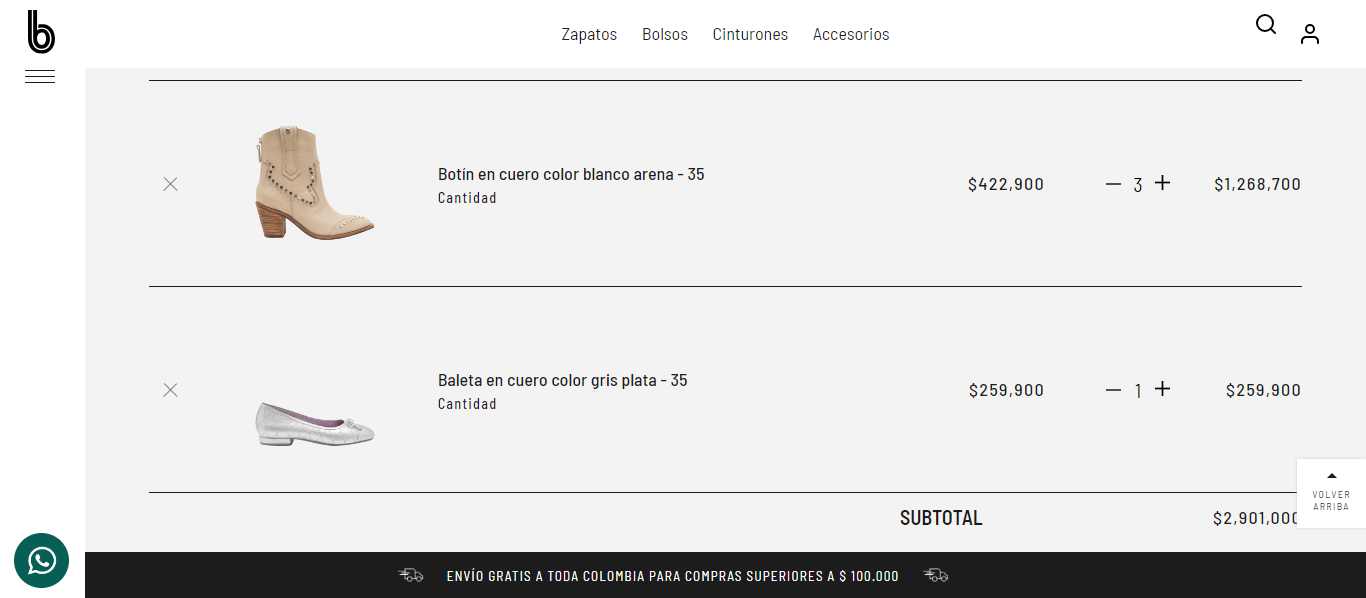 b
Zapatos Bolsos Cinturones Accesorios
Botín en cuero color blanco arena - 35
Cantidad
$422,900 3 $1,268,700
Baleta en cuero color gris plata - 35
Cantidad
$259,900 1 $259,900
VOLVER
ARRIBA
SUBTOTAL $2,901,000
ENVÍO GRATIS A TODA COLOMBIA PARA COMPRAS SUPERIORES A $ 100.000